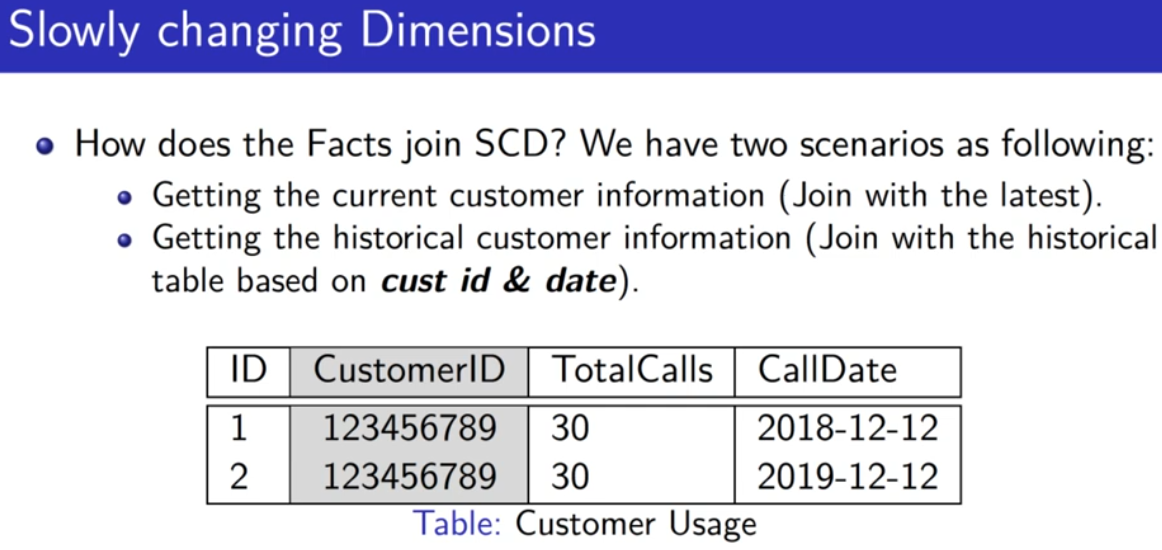 Slowly changing Dimensions
How does the Facts join SCD? We have two scenarios as following:
Getting the current customer information (Join with the latest).
Getting the historical customer information (Join with the historical
table based on cust id & date).
ID CustomerID TotalCalls CallDate
1 123456789 30 2018-12-12
2 123456789 30 2019-12-12
Table: Customer Usage